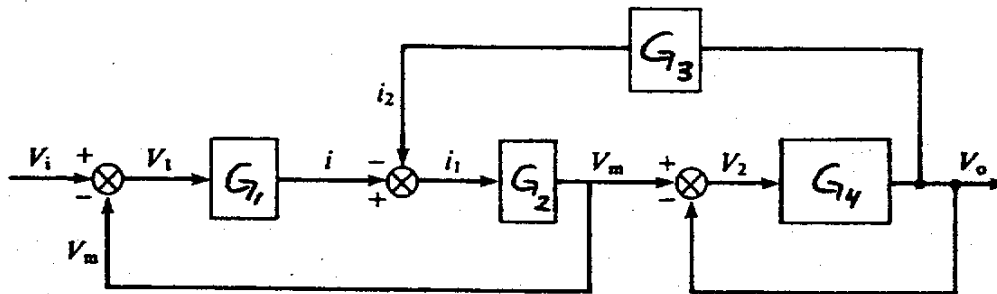 G3
i2
Vi + V1 G1 i − i1 G2 Vm + V2 G4 Vo
− + −
Vm